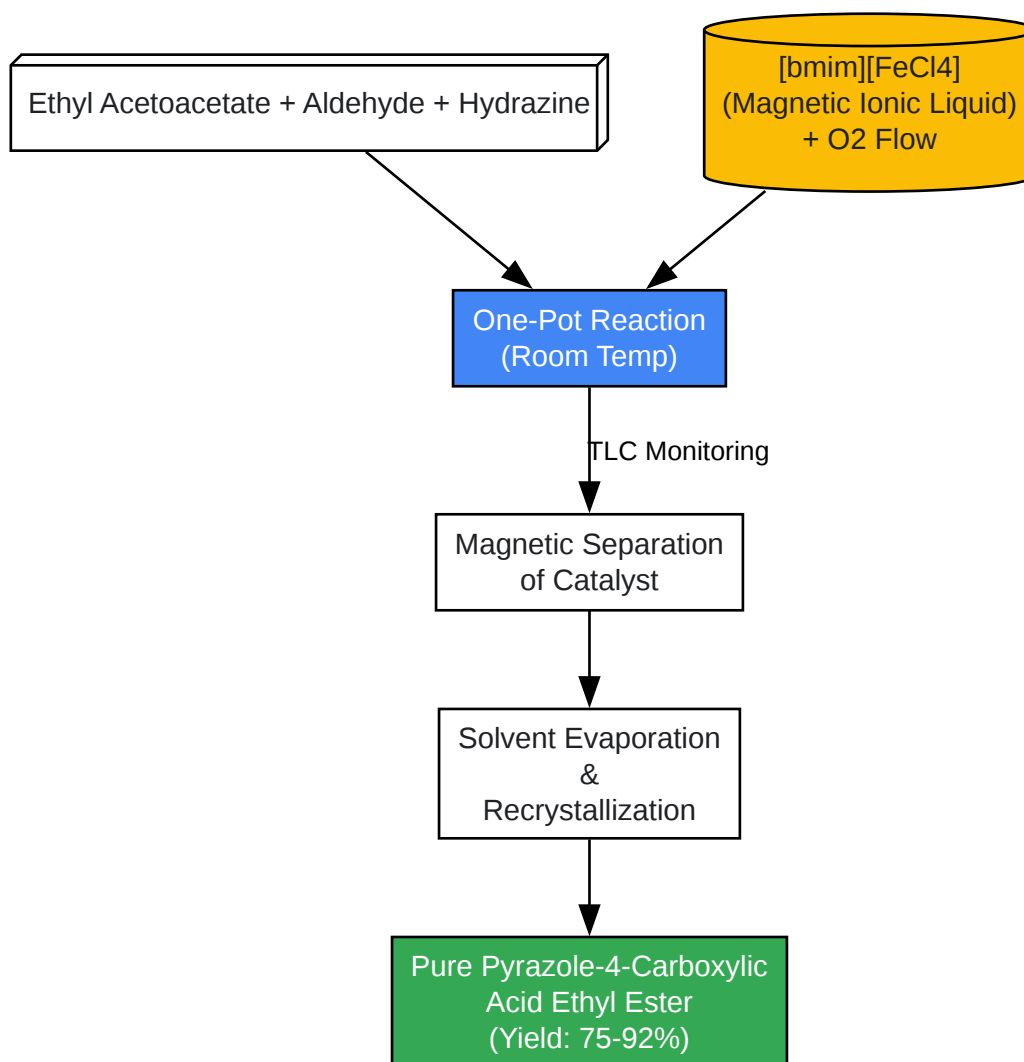 Ethyl Acetoacetate + Aldehyde + Hydrazine
[bmim][FeCl4]
(Magnetic Ionic Liquid)
+ O2 Flow
One-Pot Reaction
(Room Temp)
TLC Monitoring
Magnetic Separation
of Catalyst
Solvent Evaporation
&
Recrystallization
Pure Pyrazole-4-Carboxylic
Acid Ethyl Ester
(Yield: 75-92%)